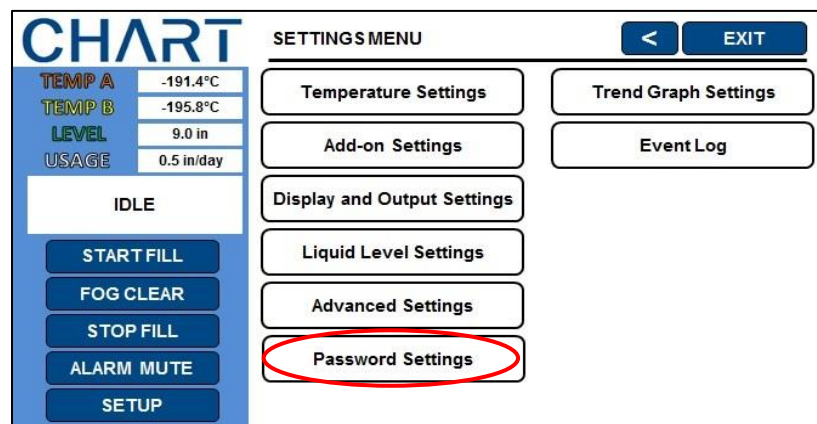 CHART
SETTINGS MENU
<
EXIT
TEMP A
-191.4°C
TEMP B
-195.8°C
LEVEL
9.0 in
USAGE
0.5 in/day
IDLE
START FILL
FOG CLEAR
STOP FILL
ALARM MUTE
SETUP
Temperature Settings
Add-on Settings
Display and Output Settings
Liquid Level Settings
Advanced Settings
Password Settings
Trend Graph Settings
Event Log